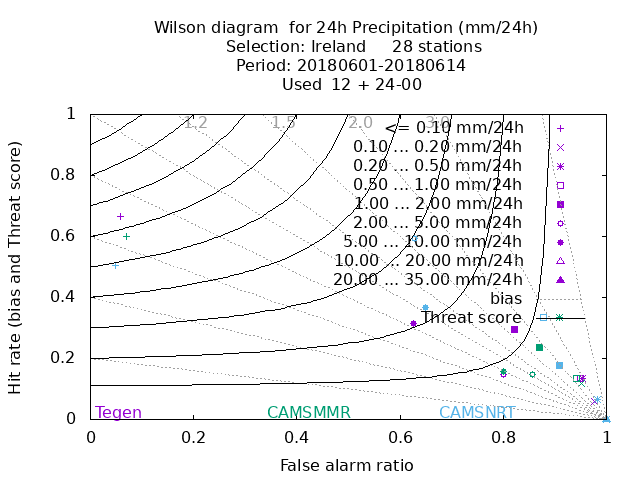 Wilson diagram  for 24h Precipitation (mm/24h)
Selection: Ireland     28 stations
Period: 20180601-20180614
Used  12 + 24-00
Hit rate (bias and Threat score)
1
0.8
0.6
0.4
0.2
0
1.2 1.5 2.0 3.0
<= 0.10 mm/24h
0.10 ... 0.20 mm/24h
0.20 ... 0.50 mm/24h
0.50 ... 1.00 mm/24h
1.00 ... 2.00 mm/24h
2.00 ... 5.00 mm/24h
5.00 ... 10.00 mm/24h
10.00 ... 20.00 mm/24h
20.00 ... 35.00 mm/24h
bias
Threat score
Tegen CAMSMMR CAMSNRT
0 0.2 0.4 0.6 0.8 1
False alarm ratio